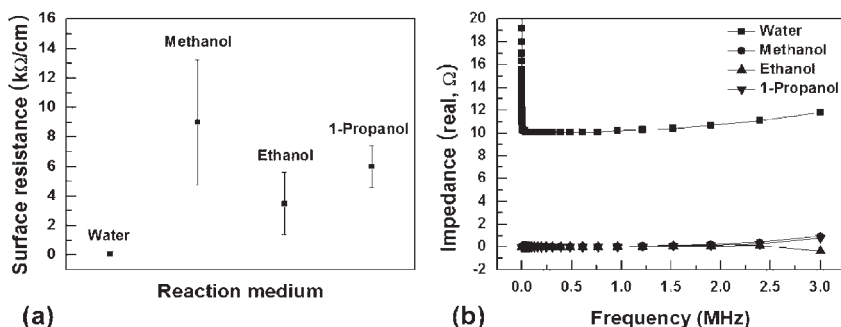 16
14
12
10
8
6
4
2
0
Surface resistance (kΩ/cm)
Water
Methanol
Ethanol
1-Propanol
Reaction medium
(a)
20
18
16
14
12
10
8
6
4
2
0
-2
Impedance (real, Ω)
Water
Methanol
Ethanol
1-Propanol
0.0 0.5 1.0 1.5 2.0 2.5 3.0
Frequency (MHz)
(b)